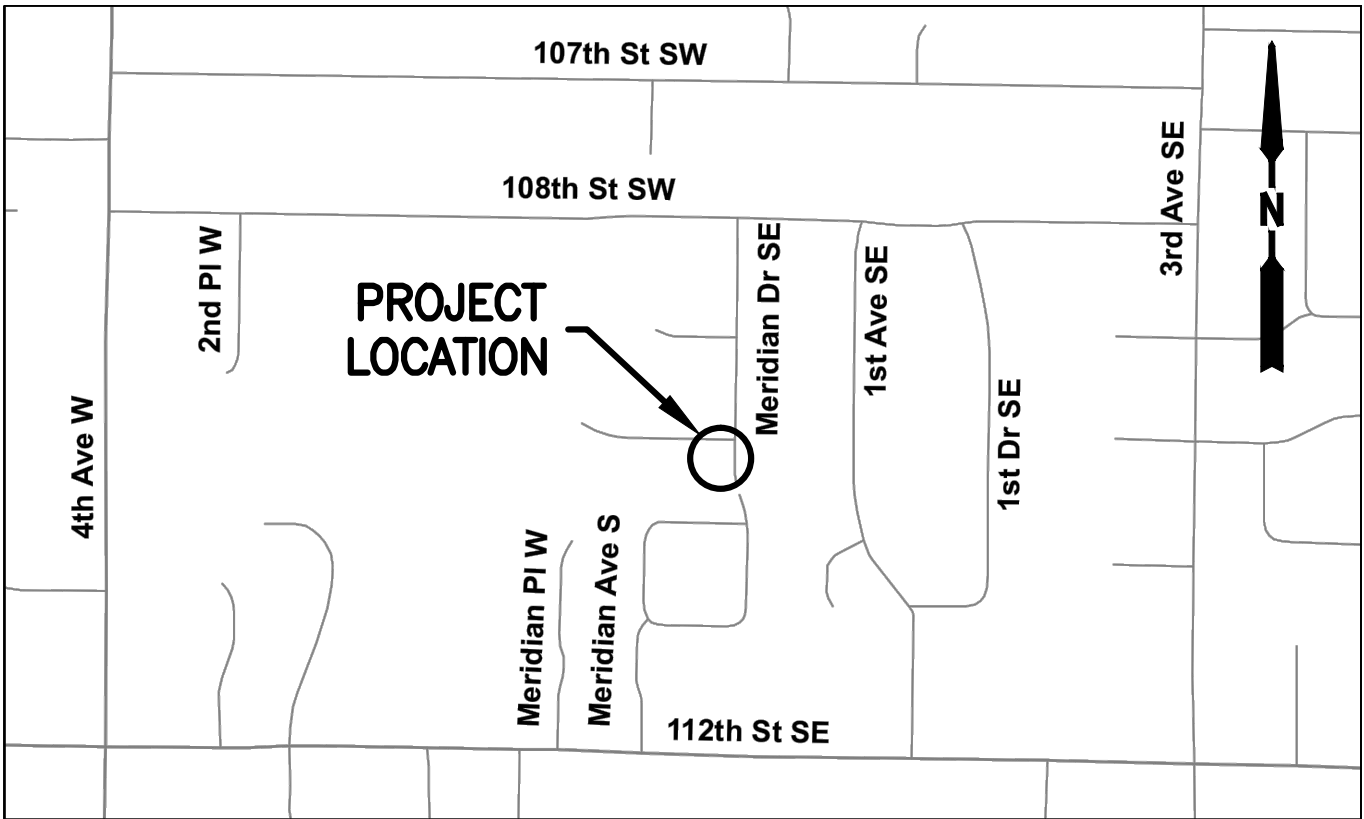 107th St SW
108th St SW
3rd Ave SE
N
2nd Pl W
Meridian Dr SE
1st Ave SE
PROJECT
LOCATION
4th Ave W
1st Dr SE
Meridian Pl W
Meridian Ave S
112th St SE